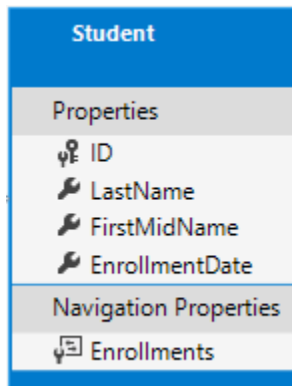 Student
Properties
ID
LastName
FirstMidName
EnrollmentDate
Navigation Properties
Enrollments